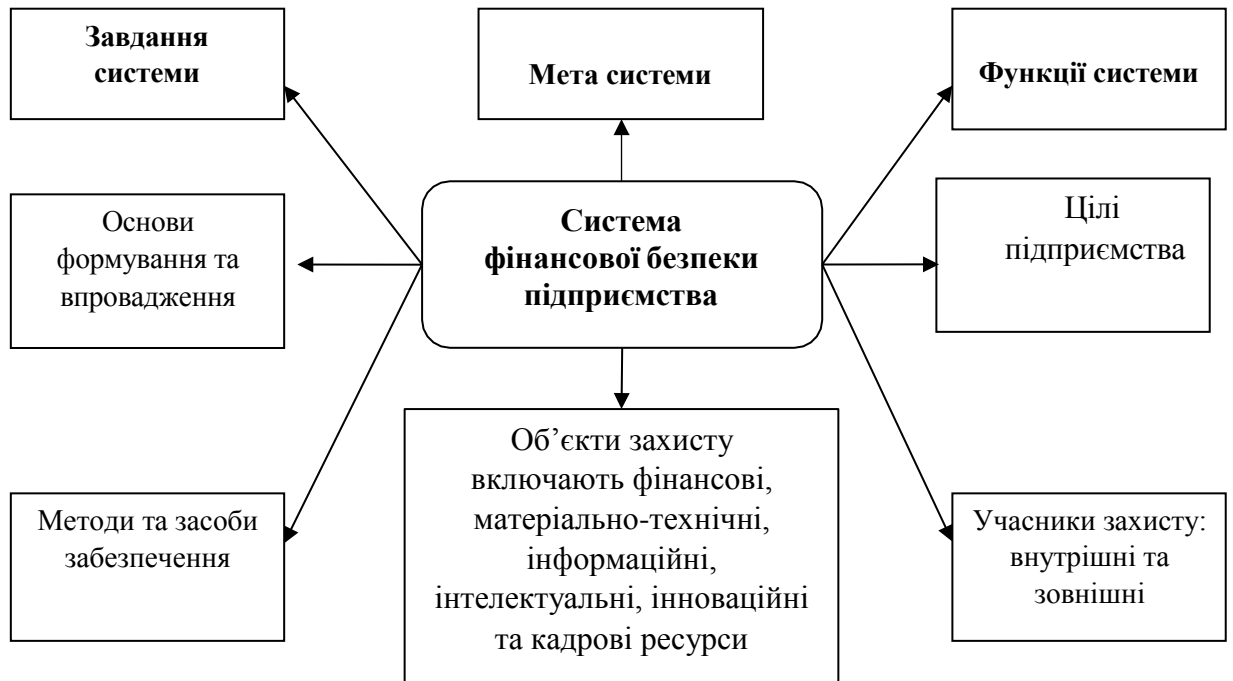 Завдання
системи
Мета системи
Функції системи
Основи
формування та
впровадження
Система
фінансової безпеки
підприємства
Цілі
підприємства
Методи та засоби
забезпечення
Об’єкти захисту
включають фінансові,
матеріально-технічні,
інформаційні,
інтелектуальні, інноваційні
та кадрові ресурси
Учасники захисту:
внутрішні та
зовнішні